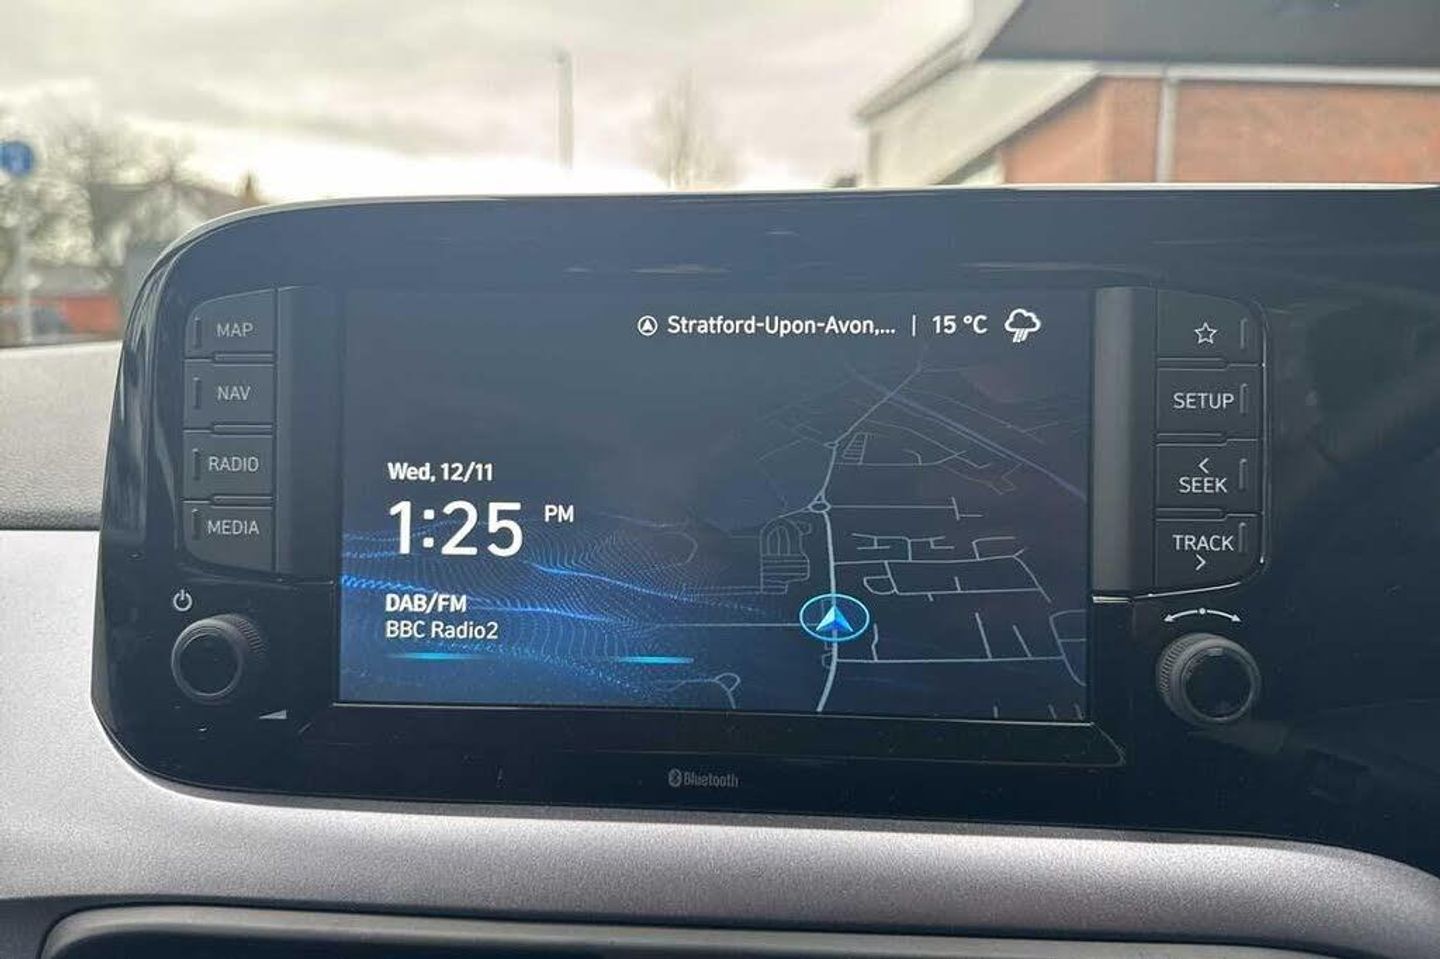 Stratford-Upon-Avon,... | 15 °C
MAP
NAV
RADIO
MEDIA
Wed, 12/11
1:25 PM
DAB/FM
BBC Radio2
SETUP
<
SEEK
TRACK
>
Bluetooth